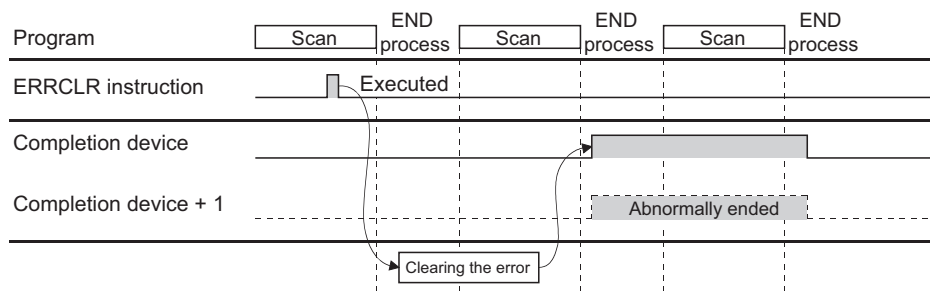 Program
Scan
END process
Scan
END process
Scan
END process
ERRCLR instruction
Executed
Completion device
Completion device + 1
Abnormally ended
Clearing the error